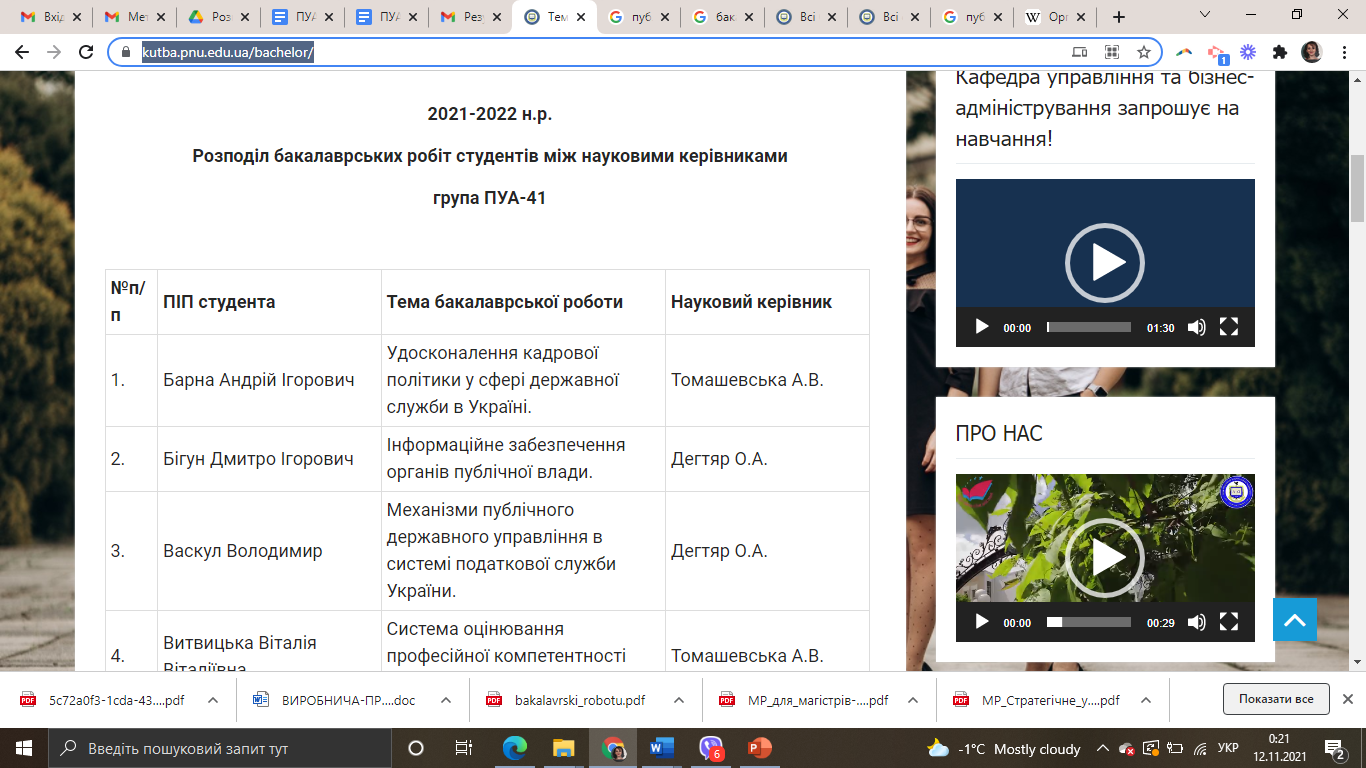 Вхід
Мет
Роз
ПУА
ПУА
Резу
Тем
пуб
бака
Всі
Всі
пуб
Орг
kutba.pnu.edu.ua/bachelor/
1
2021-2022 н.р.
Розподіл бакалаврських робіт студентів між науковими керівниками
група ПУА-41
№п/п
ПІП студента
Тема бакалаврської роботи
Науковий керівник
1.
Барна Андрій Ігорович
Удосконалення кадрової
політики у сфері державної
служби в Україні.
Томашевська А.В.
2.
Бігун Дмитро Ігорович
Інформаційне забезпечення
органів публічної влади.
Дегтяр О.А.
3.
Васкул Володимир
Механізми публічного
державного управління в
системі податкової служби
України.
Дегтяр О.А.
4.
Витвицька Віталія
Віталіївна
Система оцінювання
професійної компетентності
Томашевська А.В.
Кафедра управління та бізнес-
адміністрування запрошує на
навчання!
00:00
01:30
ПРО НАС
00:00
00:29
5c72a0f3-1cda-43....pdf
ВИРОБНИЧА-ПР....doc
bakalavrski_robotu.pdf
МР_для_магістрів-....pdf
МР_Стратегічне_у....pdf
Показати все
Введіть пошуковий запит тут
6
-1°C Mostly cloudy
УКР
0:21
12.11.2021
2